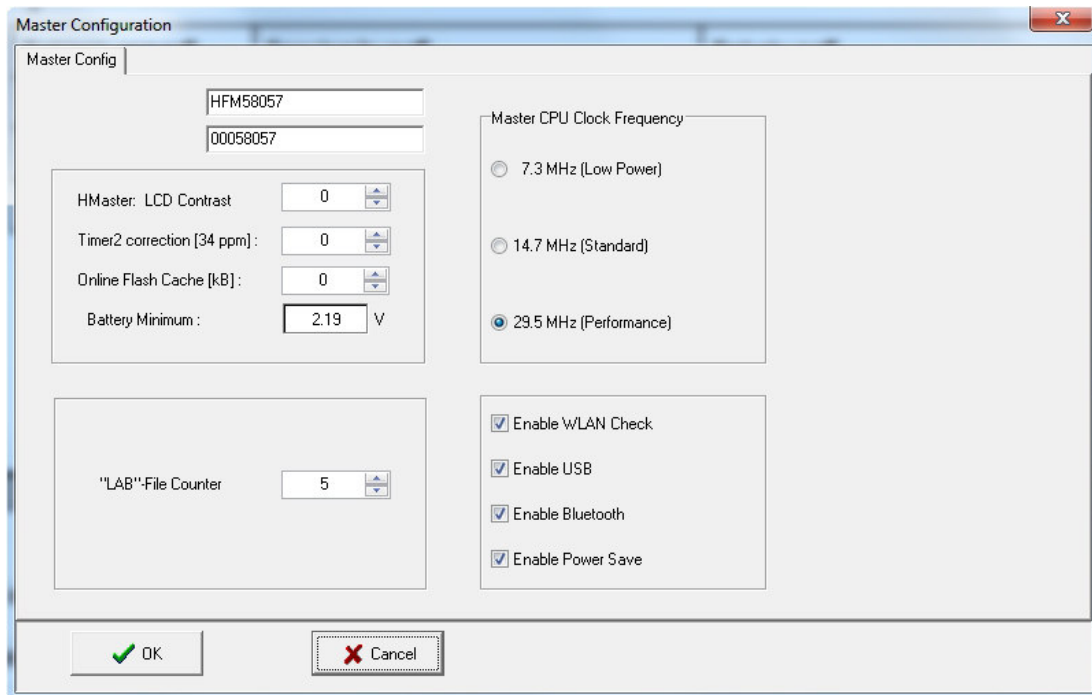 Master Configuration
Master Config
HFM58057
00058057
HMaster: LCD Contrast 0
Timer2 correction [34 ppm] : 0
Online Flash Cache [kB] : 0
Battery Minimum : 2.19 V
"LAB"-File Counter 5
Master CPU Clock Frequency
7.3 MHz (Low Power)
14.7 MHz (Standard)
29.5 MHz (Performance)
Enable WLAN Check
Enable USB
Enable Bluetooth
Enable Power Save
OK
Cancel